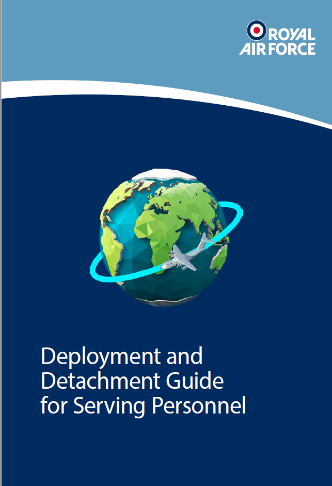 ROYAL
AIR FORCE
Deployment and
Detachment Guide
for Serving Personnel